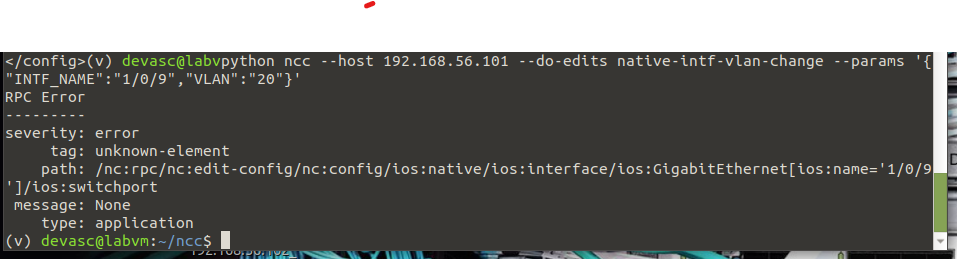 </config>(v) devasc@labvpython ncc --host 192.168.56.101 --do-edits native-intf-vlan-change --params '{
"INTF_NAME":"1/0/9","VLAN":"20"}'
RPC Error
---------
severity: error
     tag: unknown-element
    path: /nc:rpc/nc:edit-config/nc:config/ios:native/ios:interface/ios:GigabitEthernet[ios:name='1/0/9
']/ios:switchport
 message: None
    type: application
(v) devasc@labvm:~/ncc$